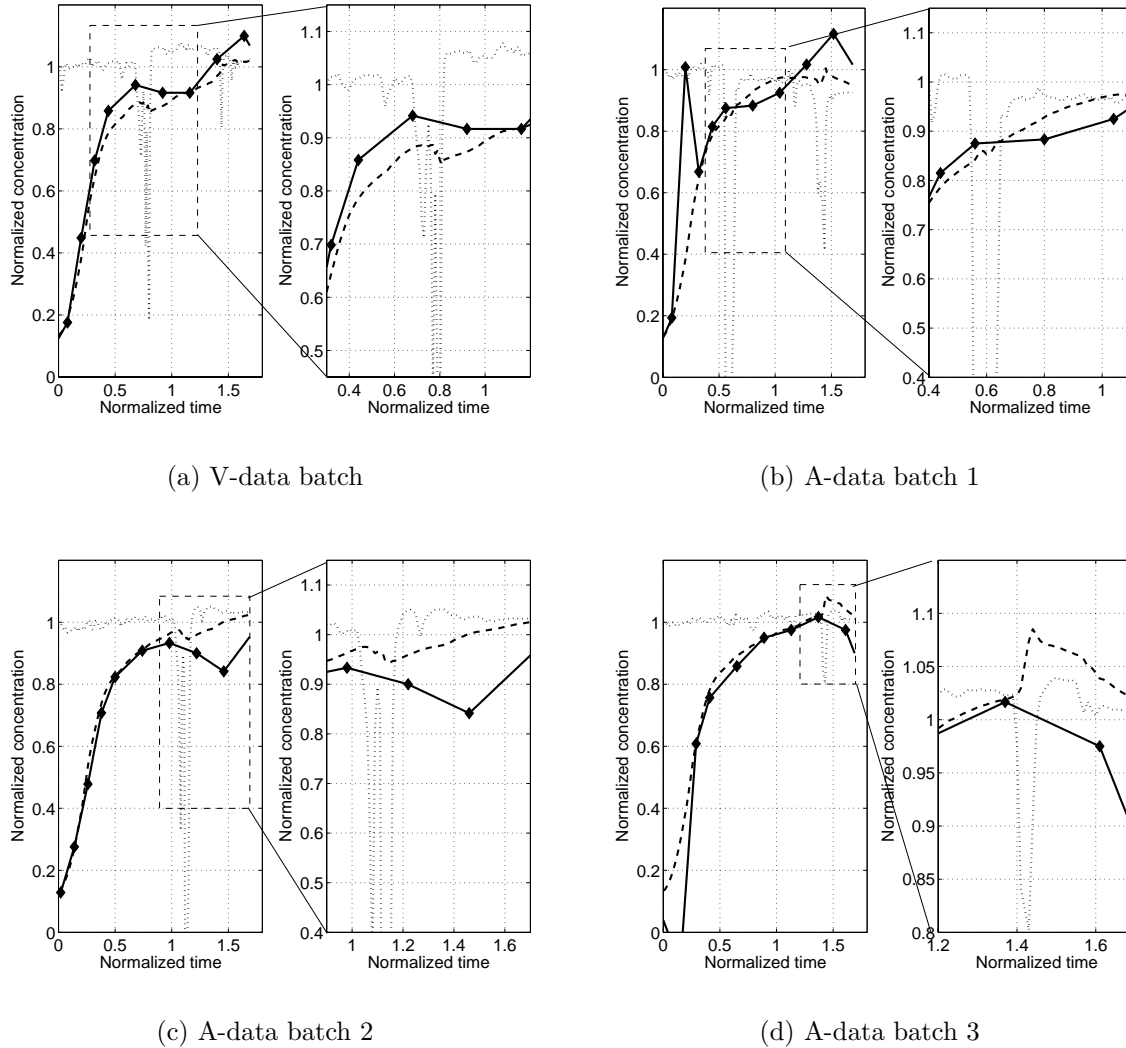 Normalized concentration
1
0.8
0.6
0.4
0.2
0
0 0.5 1 1.5
Normalized time
Normalized concentration
1.1
1
0.9
0.8
0.7
0.6
0.5
0.4 0.6 0.8 1
Normalized time
(a) V-data batch
Normalized concentration
1
0.8
0.6
0.4
0.2
0
0 0.5 1 1.5
Normalized time
Normalized concentration
1.1
1
0.9
0.8
0.7
0.6
0.5
0.4
0.4 0.6 0.8 1
Normalized time
(b) A-data batch 1
Normalized concentration
1
0.8
0.6
0.4
0.2
0
0 0.5 1 1.5
Normalized time
Normalized concentration
1.1
1
0.9
0.8
0.7
0.6
0.5
0.4
1 1.2 1.4 1.6
Normalized time
(c) A-data batch 2
Normalized concentration
1
0.8
0.6
0.4
0.2
0
0 0.5 1 1.5
Normalized time
Normalized concentration
1.1
1.05
1
0.95
0.9
0.85
0.8
1.2 1.4 1.6
Normalized time
(d) A-data batch 3